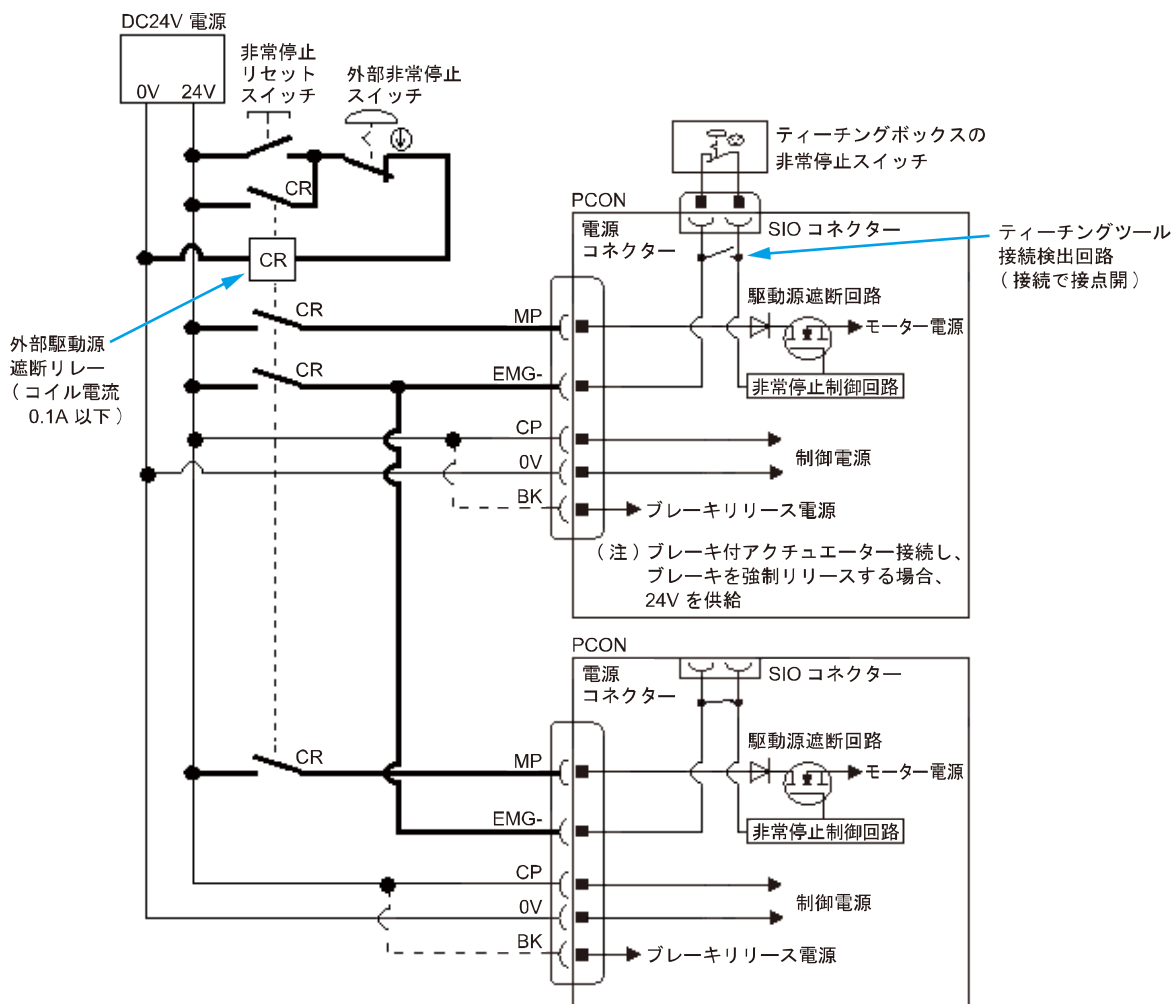 DC24V 電源
0V
24V
非常停止
リセット
スイッチ
外部非常停止
スイッチ
CR
CR
外部駆動源
遮断リレー
（コイル電流
0.1A 以下）
CR
CR
ティーチングボックスの
非常停止スイッチ
PCON
電源
コネクター
SIO コネクター
ティーチングツール
接続検出回路
（接続で接点開）
駆動源遮断回路
MP
モーター電源
EMG-
非常停止制御回路
CP
制御電源
0V
BK
ブレーキリリース電源
（注）ブレーキ付アクチュエーター接続し、
ブレーキを強制リリースする場合、
24V を供給
PCON
電源
コネクター
SIO コネクター
駆動源遮断回路
CR
MP
モーター電源
EMG-
非常停止制御回路
CP
制御電源
0V
BK
ブレーキリリース電源